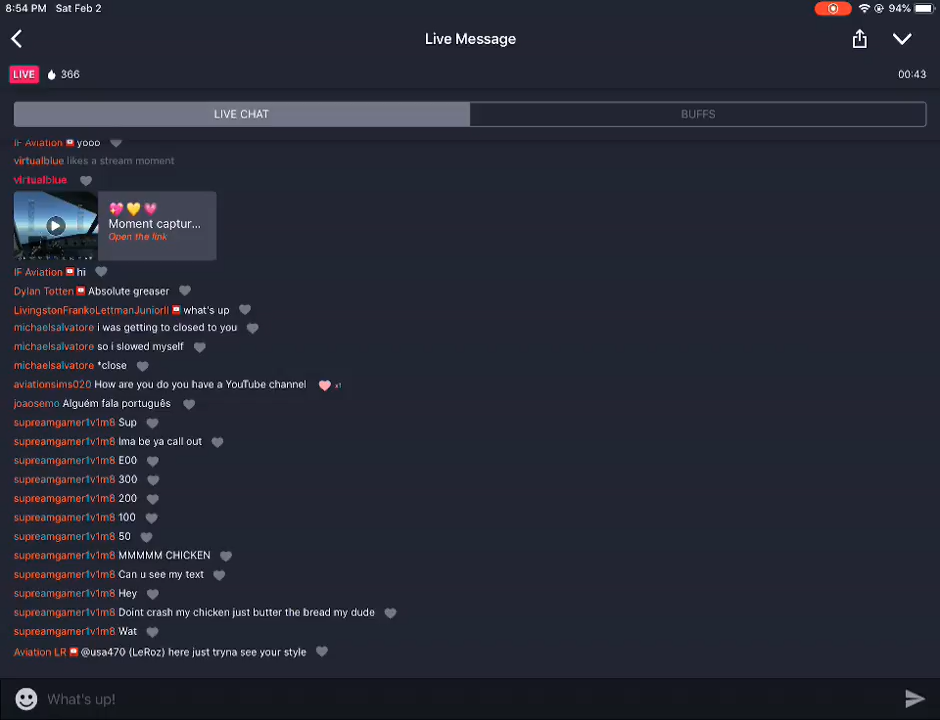 8:54 PM Sat Feb 2 94%
Live Message
LIVE 366 00:43
LIVE CHAT BUFFS
IF Aviation yooo
virtualblue likes a stream moment
virtualblue
Moment captur...
Open the link
IF Aviation hi
Dylan Totten Absolute greaser
LivingstonFrankoLettmanJuniorII what's up
michaelsalvatore i was getting to closed to you
michaelsalvatore so i slowed myself
michaelsalvatore *close
aviationsims020 How are you do you have a YouTube channel x1
joaosemo Alguém fala português
supreamgamer1v1m8 Sup
supreamgamer1v1m8 Ima be ya call out
supreamgamer1v1m8 E00
supreamgamer1v1m8 300
supreamgamer1v1m8 200
supreamgamer1v1m8 100
supreamgamer1v1m8 50
supreamgamer1v1m8 MMMMM CHICKEN
supreamgamer1v1m8 Can u see my text
supreamgamer1v1m8 Hey
supreamgamer1v1m8 Doint crash my chicken just butter the bread my dude
supreamgamer1v1m8 Wat
Aviation LR @usa470 (LeRoz) here just tryna see your style
What's up!